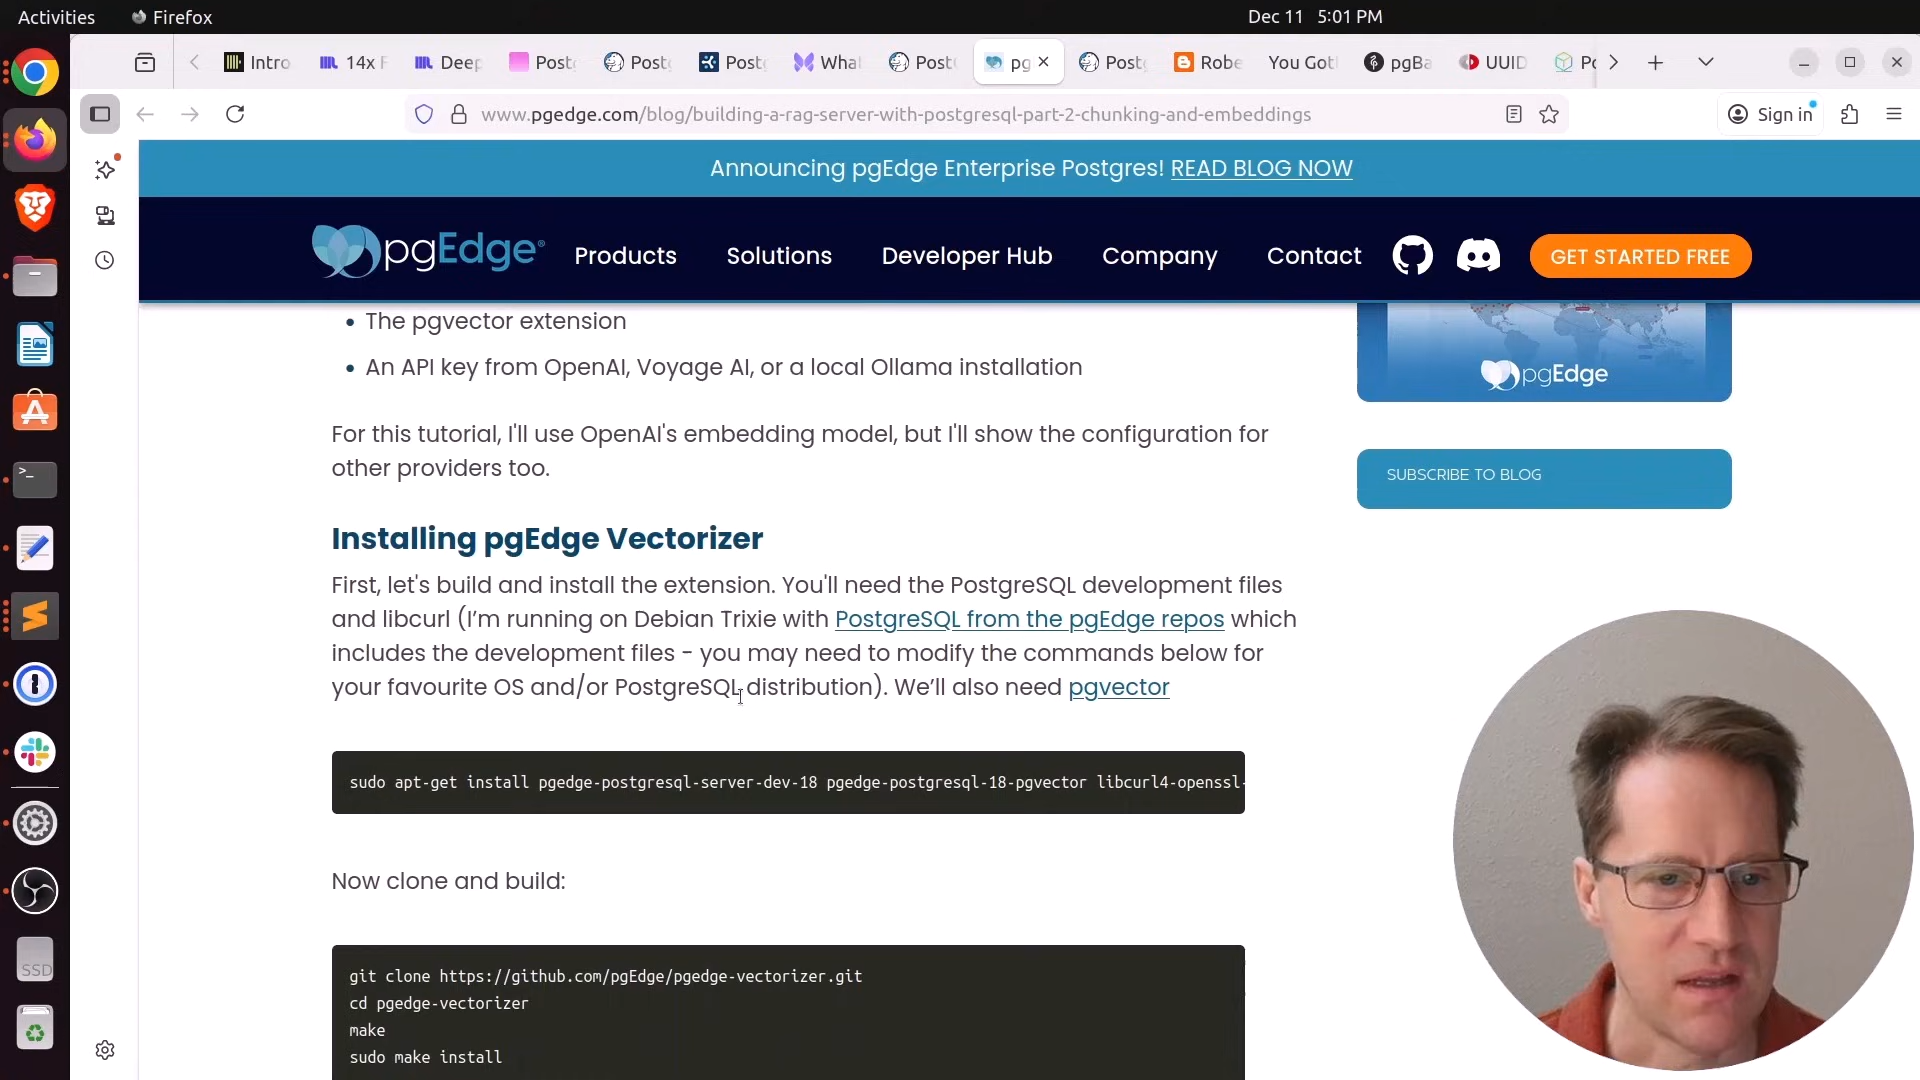 Activities Firefox Dec 11 5:01 PM
Intro 14x F Deep Post Post Post What Post pg Post Robe You Got pgBa UUID Po
www.pgedge.com/blog/building-a-rag-server-with-postgresql-part-2-chunking-and-embeddings Sign in
Announcing pgEdge Enterprise Postgres! READ BLOG NOW
pgEdge Products Solutions Developer Hub Company Contact GET STARTED FREE
• The pgvector extension
• An API key from OpenAI, Voyage AI, or a local Ollama installation
pgEdge
For this tutorial, I'll use OpenAI's embedding model, but I'll show the configuration for
other providers too.
SUBSCRIBE TO BLOG
Installing pgEdge Vectorizer
First, let's build and install the extension. You'll need the PostgreSQL development files
and libcurl (I’m running on Debian Trixie with PostgreSQL from the pgEdge repos which
includes the development files - you may need to modify the commands below for
your favourite OS and/or PostgreSQL distribution). We’ll also need pgvector
sudo apt-get install pgedge-postgresql-server-dev-18 pgedge-postgresql-18-pgvector libcurl4-openssl-
Now clone and build:
git clone https://github.com/pgEdge/pgedge-vectorizer.git
cd pgedge-vectorizer
make
sudo make install
SSD